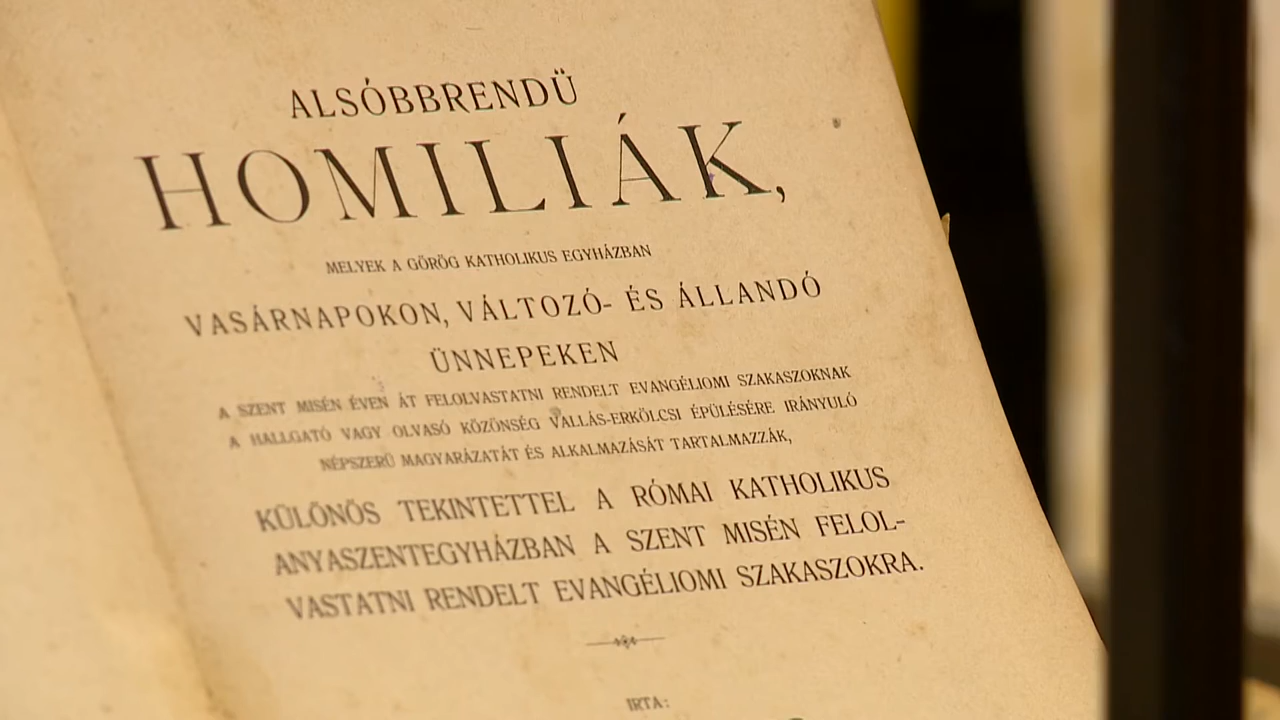 ALSÓBBRENDÜ
HOMILIÁK,
MELYEK A GÖRÖG KATHOLIKUS EGYHÁZBAN
VASÁRNAPOKON, VÁLTOZÓ- ÉS ÁLLANDÓ
ÜNNEPEKEN
A SZENT MISÉN ÉVEN ÁT FELOLVASTATNI RENDELT EVANGÉLIOMI SZAKASZOKNAK
A HALLGATÓ VAGY OLVASÓ KÖZÖNSÉG VALLÁS-ERKÖLCSI ÉPÜLÉSÉRE IRÁNYULÓ
NÉPSZERÜ MAGYARÁZATÁT ÉS ALKALMAZÁSÁT TARTALMAZZÁK,
KÜLÖNÖS TEKINTETTEL A RÓMAI KATHOLIKUS
ANYASZENTEGYHÁZBAN A SZENT MISÉN FELOL-
VASTATNI RENDELT EVANGÉLIOMI SZAKASZOKRA.
IRTA: